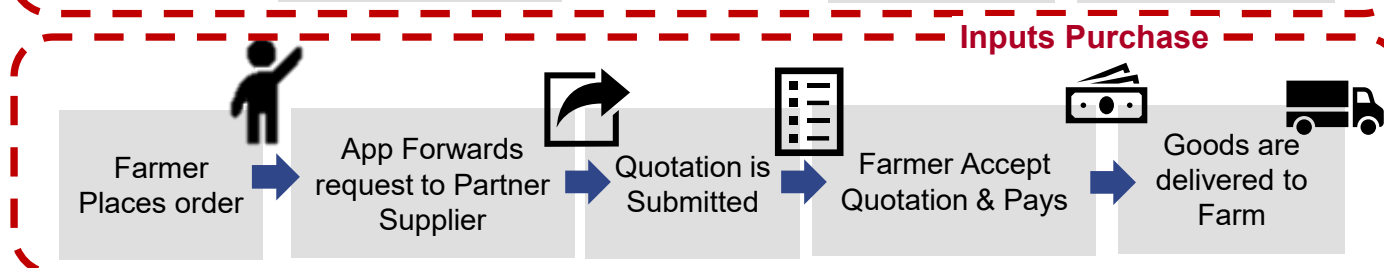 Inputs Purchase
Farmer
Places order
App Forwards
request to Partner
Supplier
Quotation is
Submitted
Farmer Accept
Quotation & Pays
Goods are
delivered to
Farm